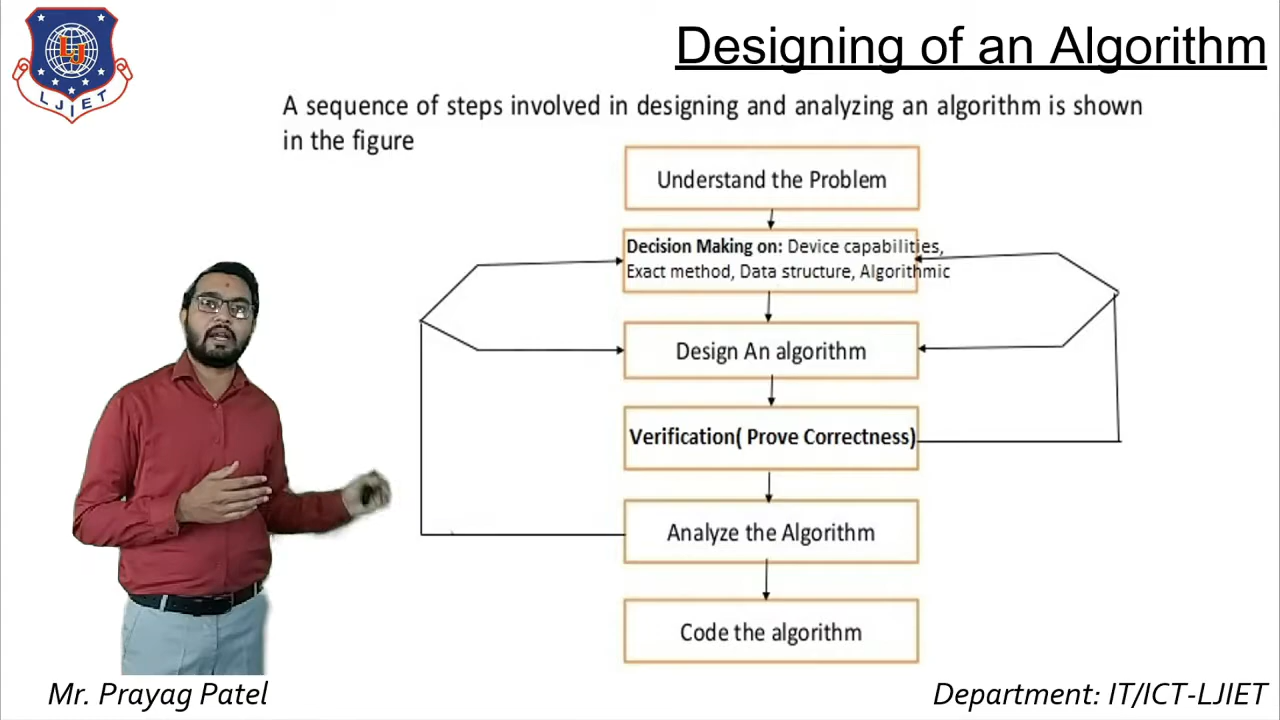 Designing of an Algorithm
LJIET
A sequence of steps involved in designing and analyzing an algorithm is shown
in the figure
Understand the Problem
Decision Making on: Device capabilities,
Exact method, Data structure, Algorithmic
Design An algorithm
Verification( Prove Correctness)
Analyze the Algorithm
Code the algorithm
Mr. Prayag Patel
Department: IT/ICT-LJIET